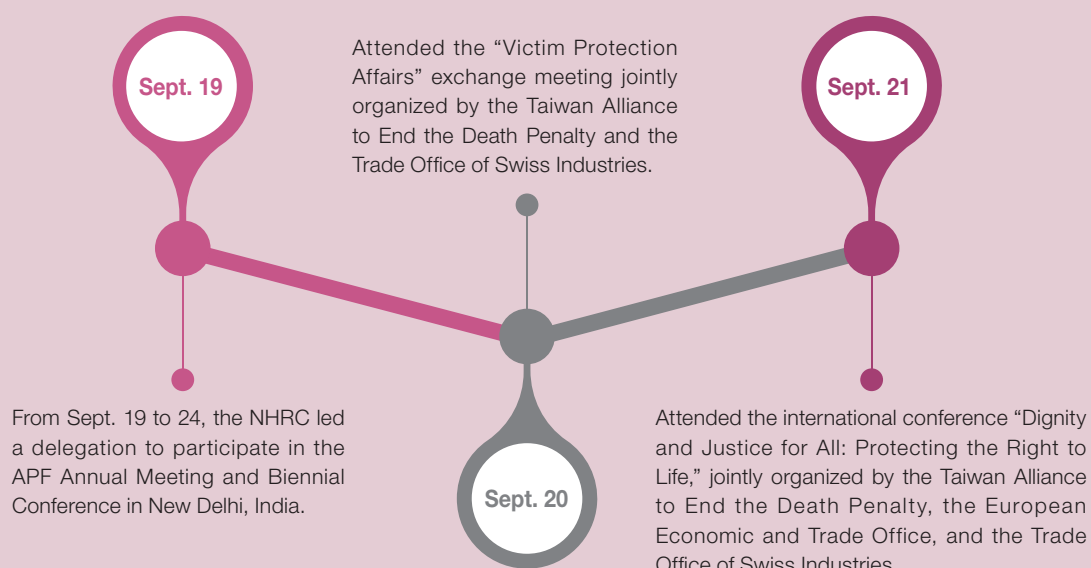 Sept. 19
From Sept. 19 to 24, the NHRC led
a delegation to participate in the
APF Annual Meeting and Biennial
Conference in New Delhi, India.
Attended the “Victim Protection
Affairs” exchange meeting jointly
organized by the Taiwan Alliance
to End the Death Penalty and the
Trade Office of Swiss Industries.
Sept. 20
Sept. 21
Attended the international conference “Dignity
and Justice for All: Protecting the Right to
Life,” jointly organized by the Taiwan Alliance
to End the Death Penalty, the European
Economic and Trade Office, and the Trade
Office of Swiss Industries